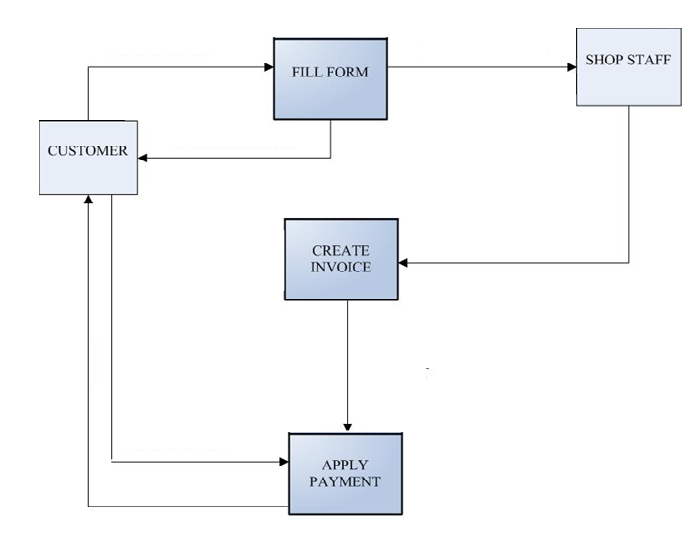 FILL FORM
SHOP STAFF
CUSTOMER
CREATE
INVOICE
APPLY
PAYMENT